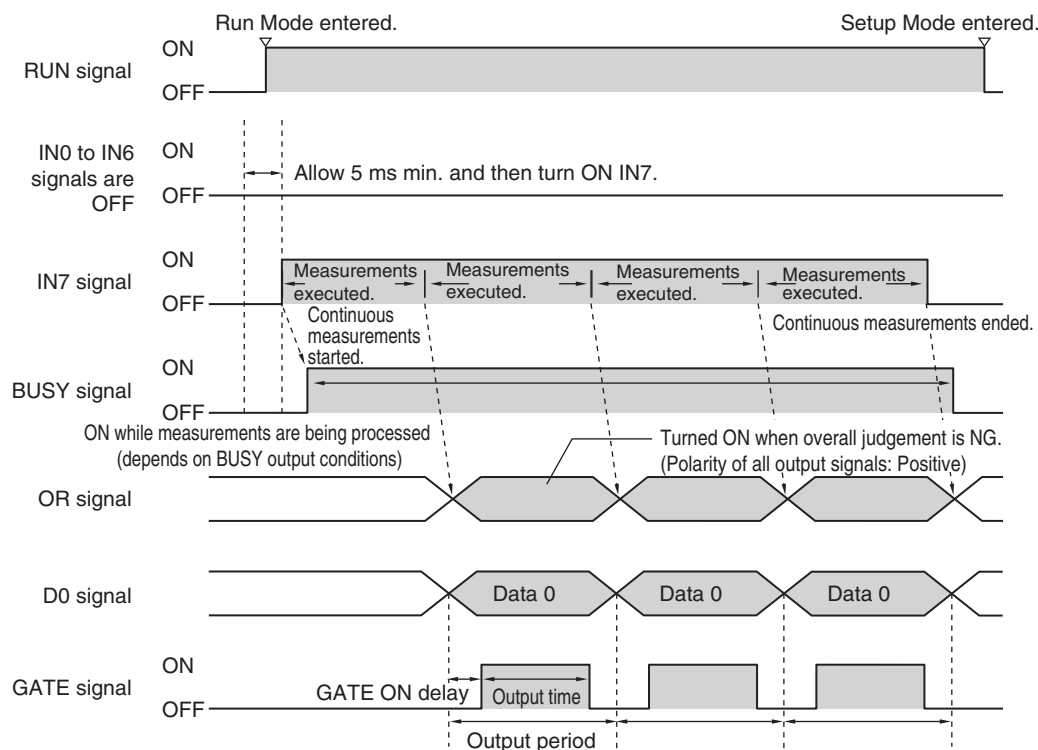 Run Mode entered.
Setup Mode entered.
RUN signal
ON
OFF
IN0 to IN6
signals are
OFF
ON
OFF
Allow 5 ms min. and then turn ON IN7.
IN7 signal
ON
OFF
Measurements
executed.
Measurements
executed.
Measurements
executed.
Measurements
executed.
Continuous
measurements
started.
Continuous measurements ended.
BUSY signal
ON
OFF
ON while measurements are being processed
(depends on BUSY output conditions)
Turned ON when overall judgement is NG.
(Polarity of all output signals: Positive)
OR signal
D0 signal
Data 0
Data 0
Data 0
GATE signal
ON
OFF
GATE ON delay
Output time
Output period